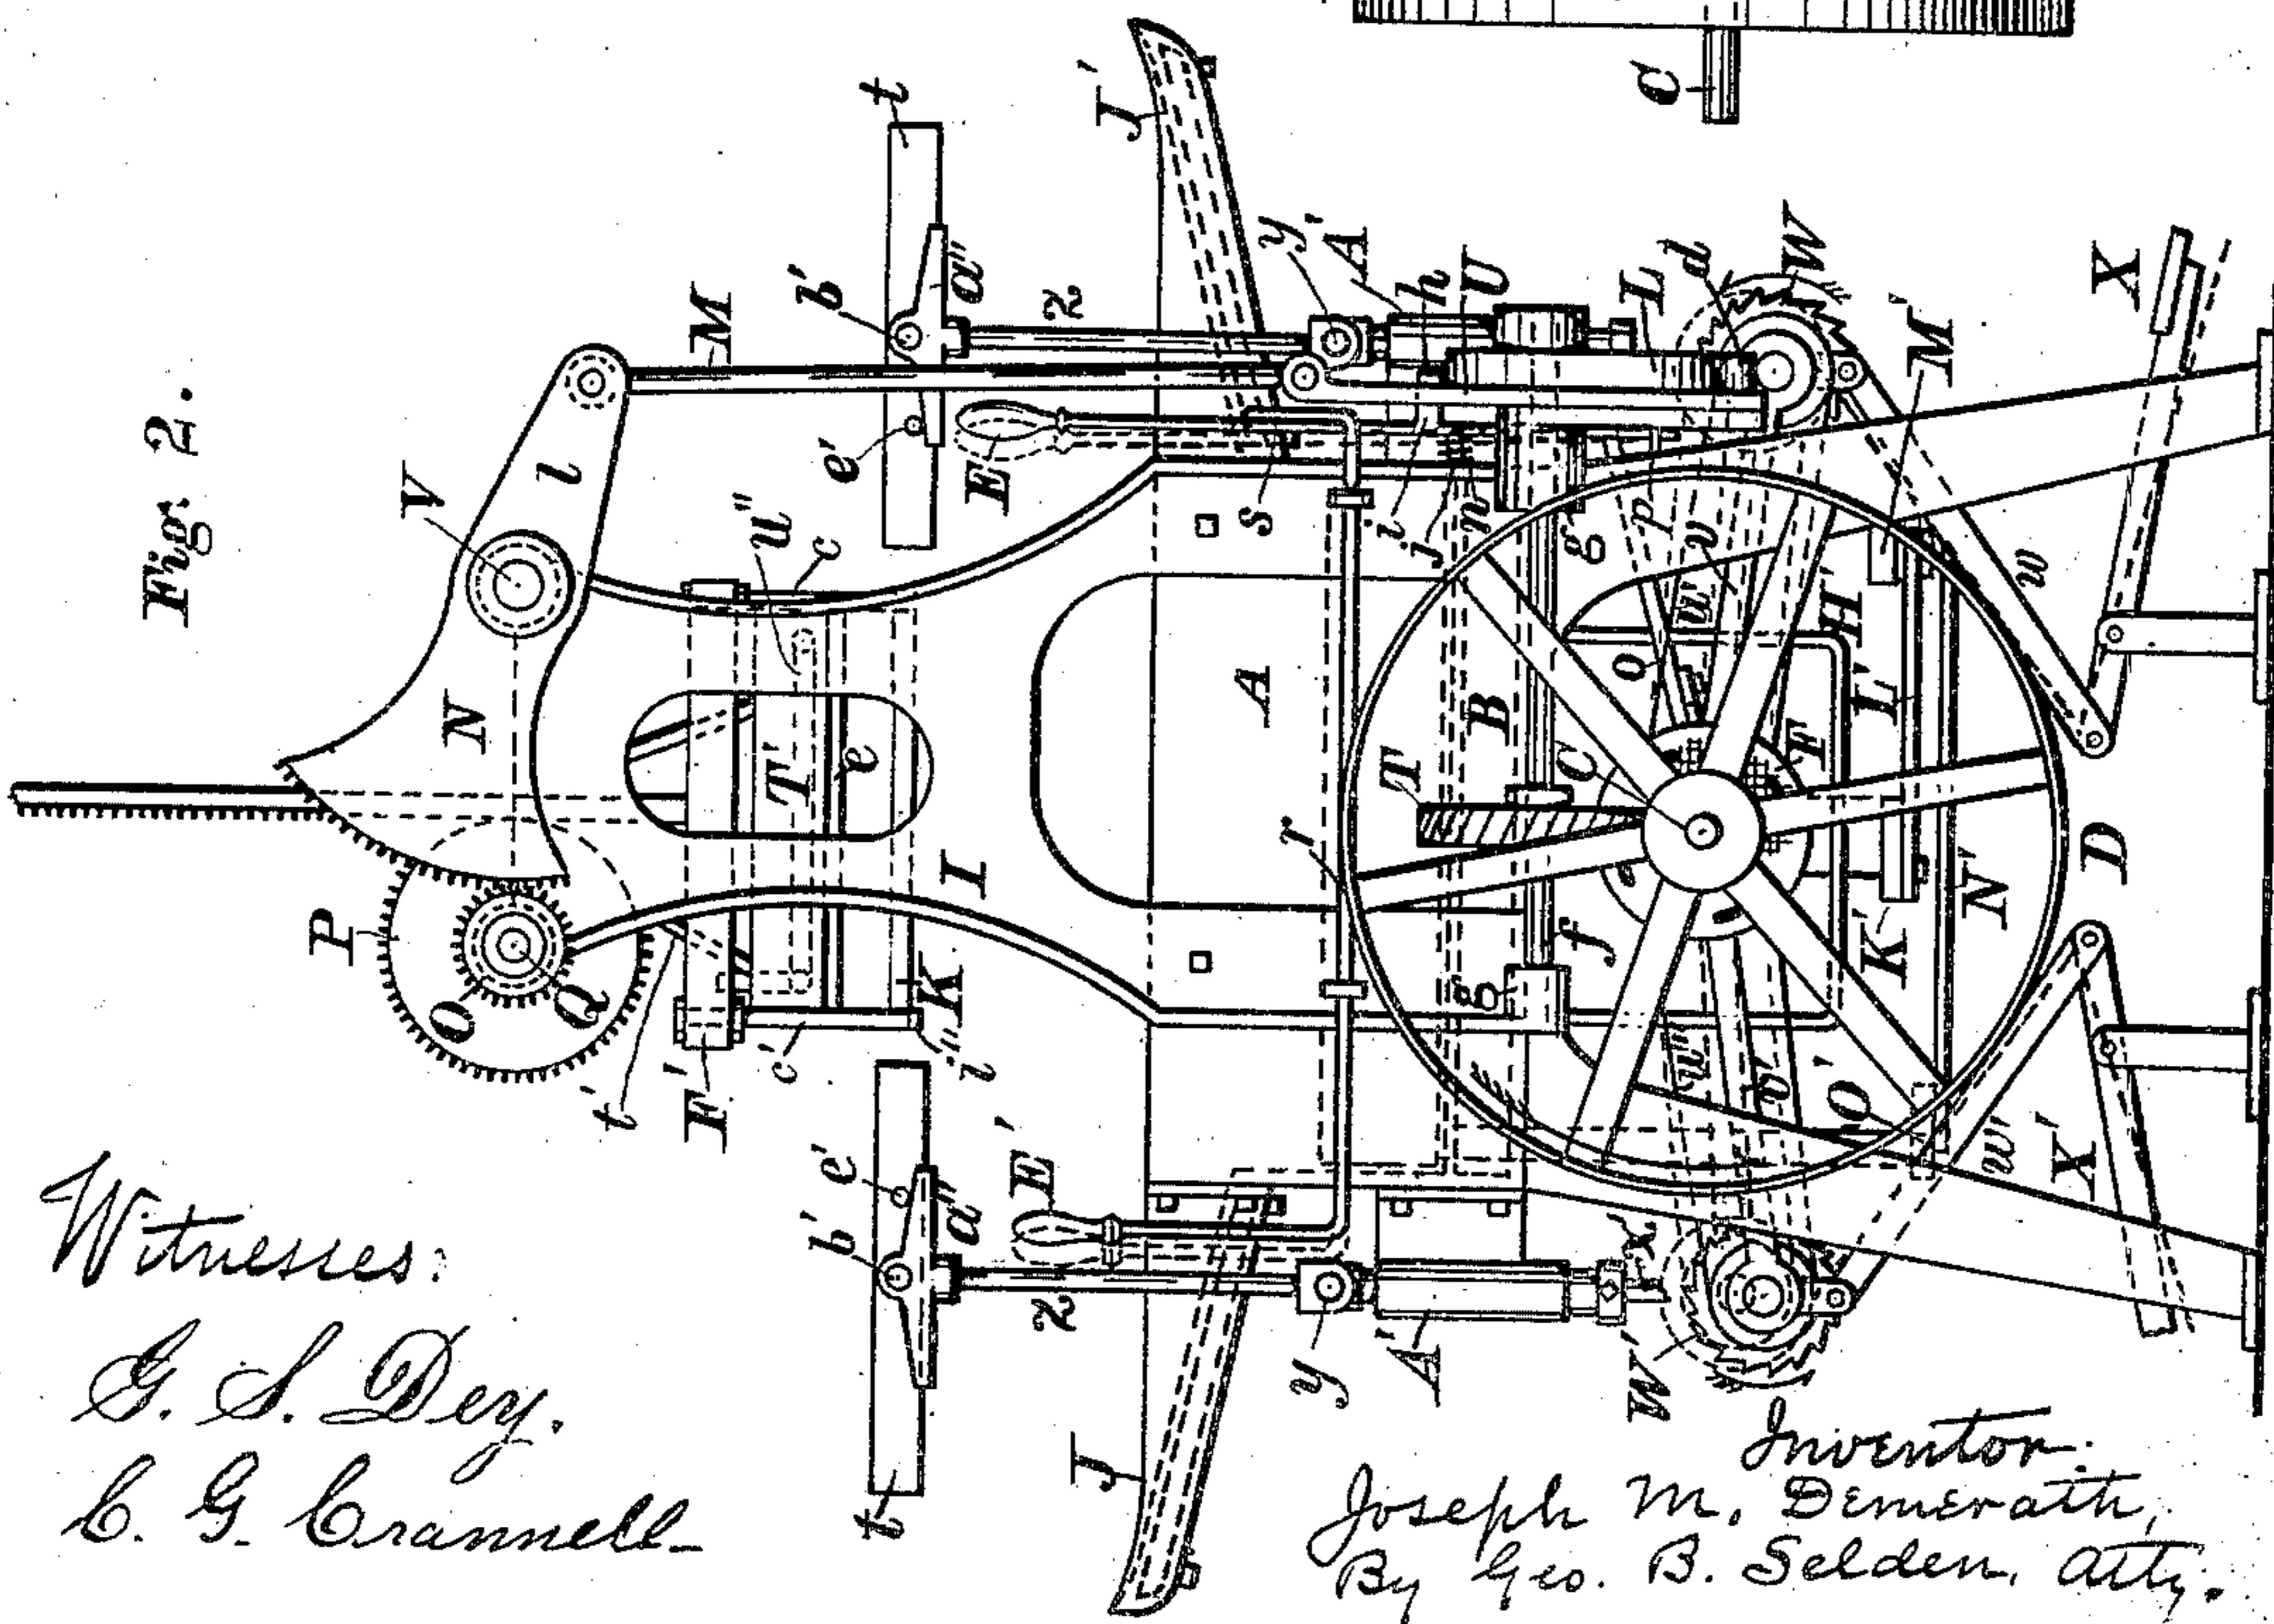 Fig. 2.
C
t
J'
V
l
M
b'
a''
z
e'
E
u''
c
s
y'
A'
h
U
i
j
n
g
L
d
W
X
M'
w
p
v
u
o
H'
N
T'
e
A
T
B
C
F
L'
P
O
Q
t'
F'
c'
i''
K
I
r
f
g
K'
N'
D
b'
e'
a''
E'
z
t
J
y
A'
x'
W'
u'''
v'
O'
w'
X'
Witnesses:
G. S. Dey.
C. G. Crannell
Inventor:
Joseph M. Demerath,
By Geo. B. Selden, Atty.